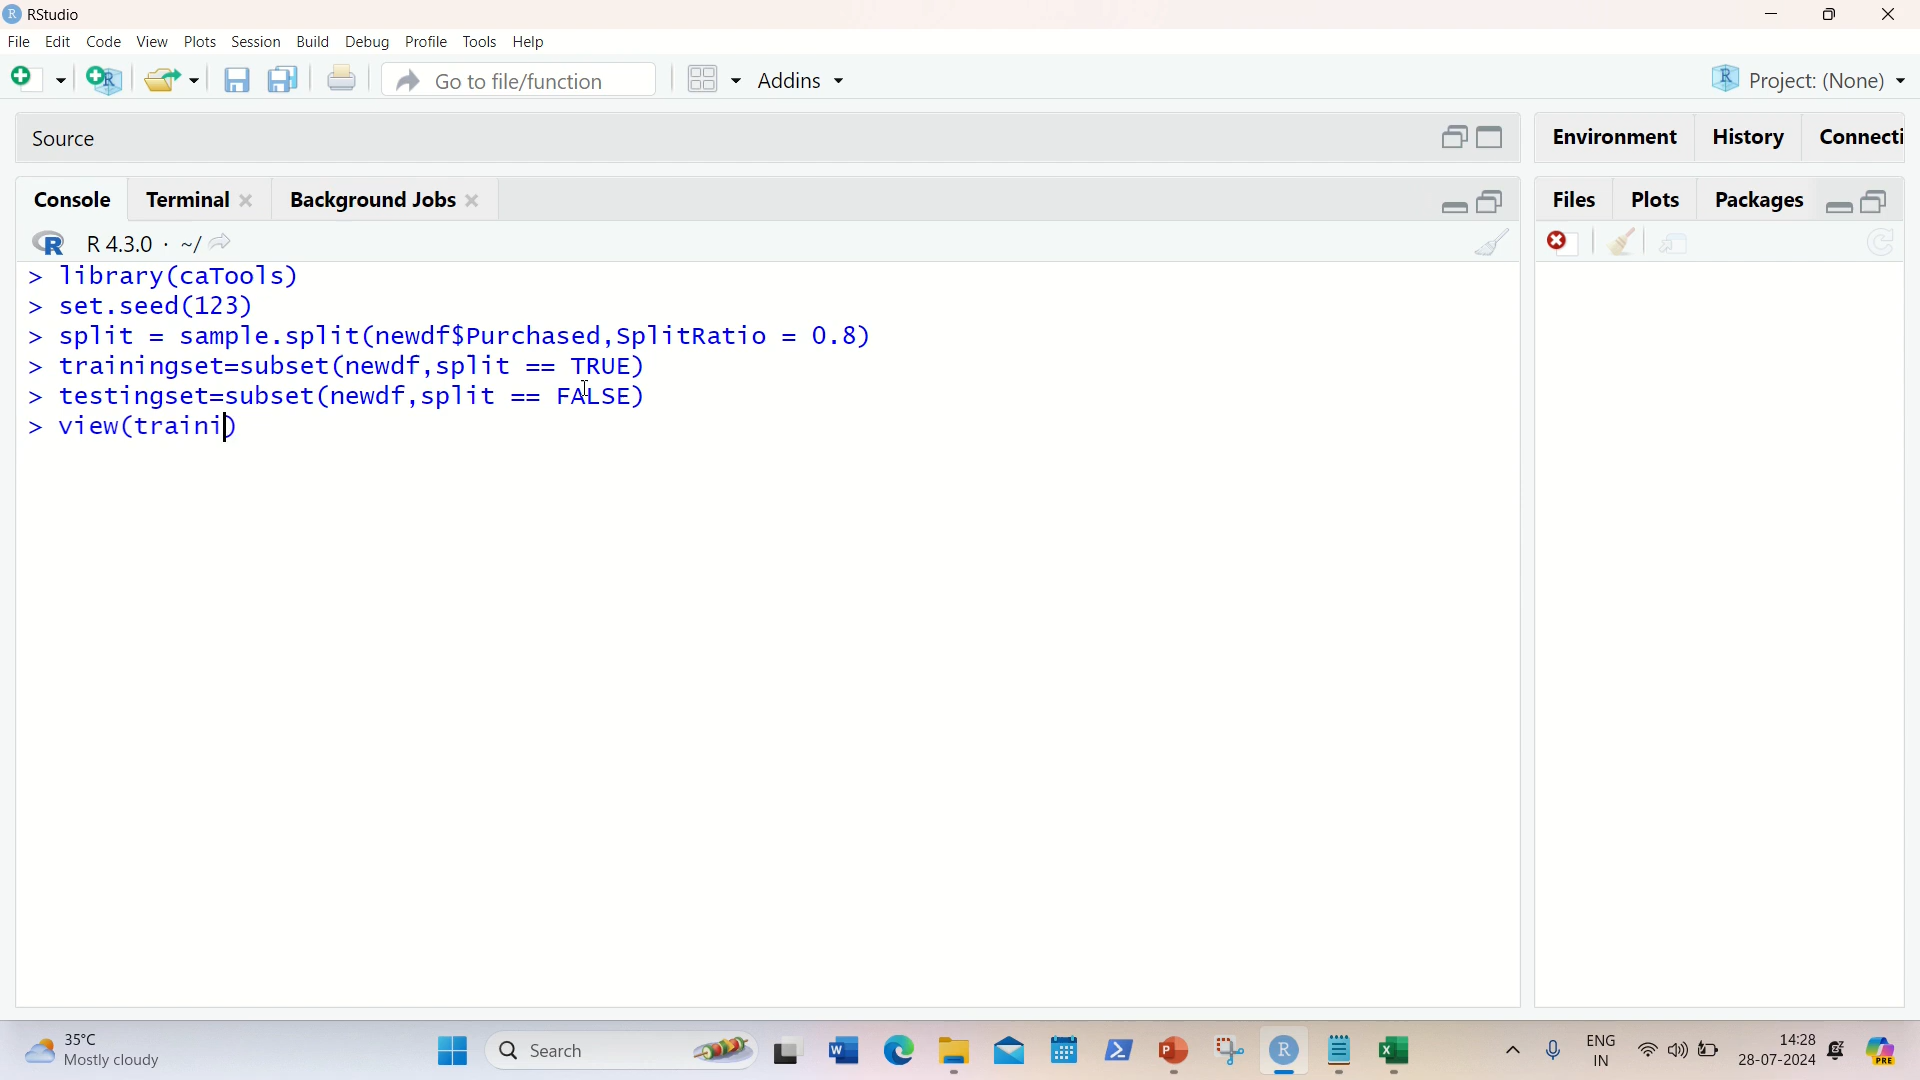 RStudio
File Edit Code View Plots Session Build Debug Profile Tools Help
Go to file/function Addins Project: (None)
Source Environment History Connecti
Console Terminal Background Jobs Files Plots Packages
R 4.3.0 · ~/
> library(caTools)
> set.seed(123)
> split = sample.split(newdf$Purchased,SplitRatio = 0.8)
> trainingset=subset(newdf,split == TRUE)
> testingset=subset(newdf,split == FALSE)
> view(traini)
35°C
Mostly cloudy
Search
ENG
IN
14:28
28-07-2024
PRE